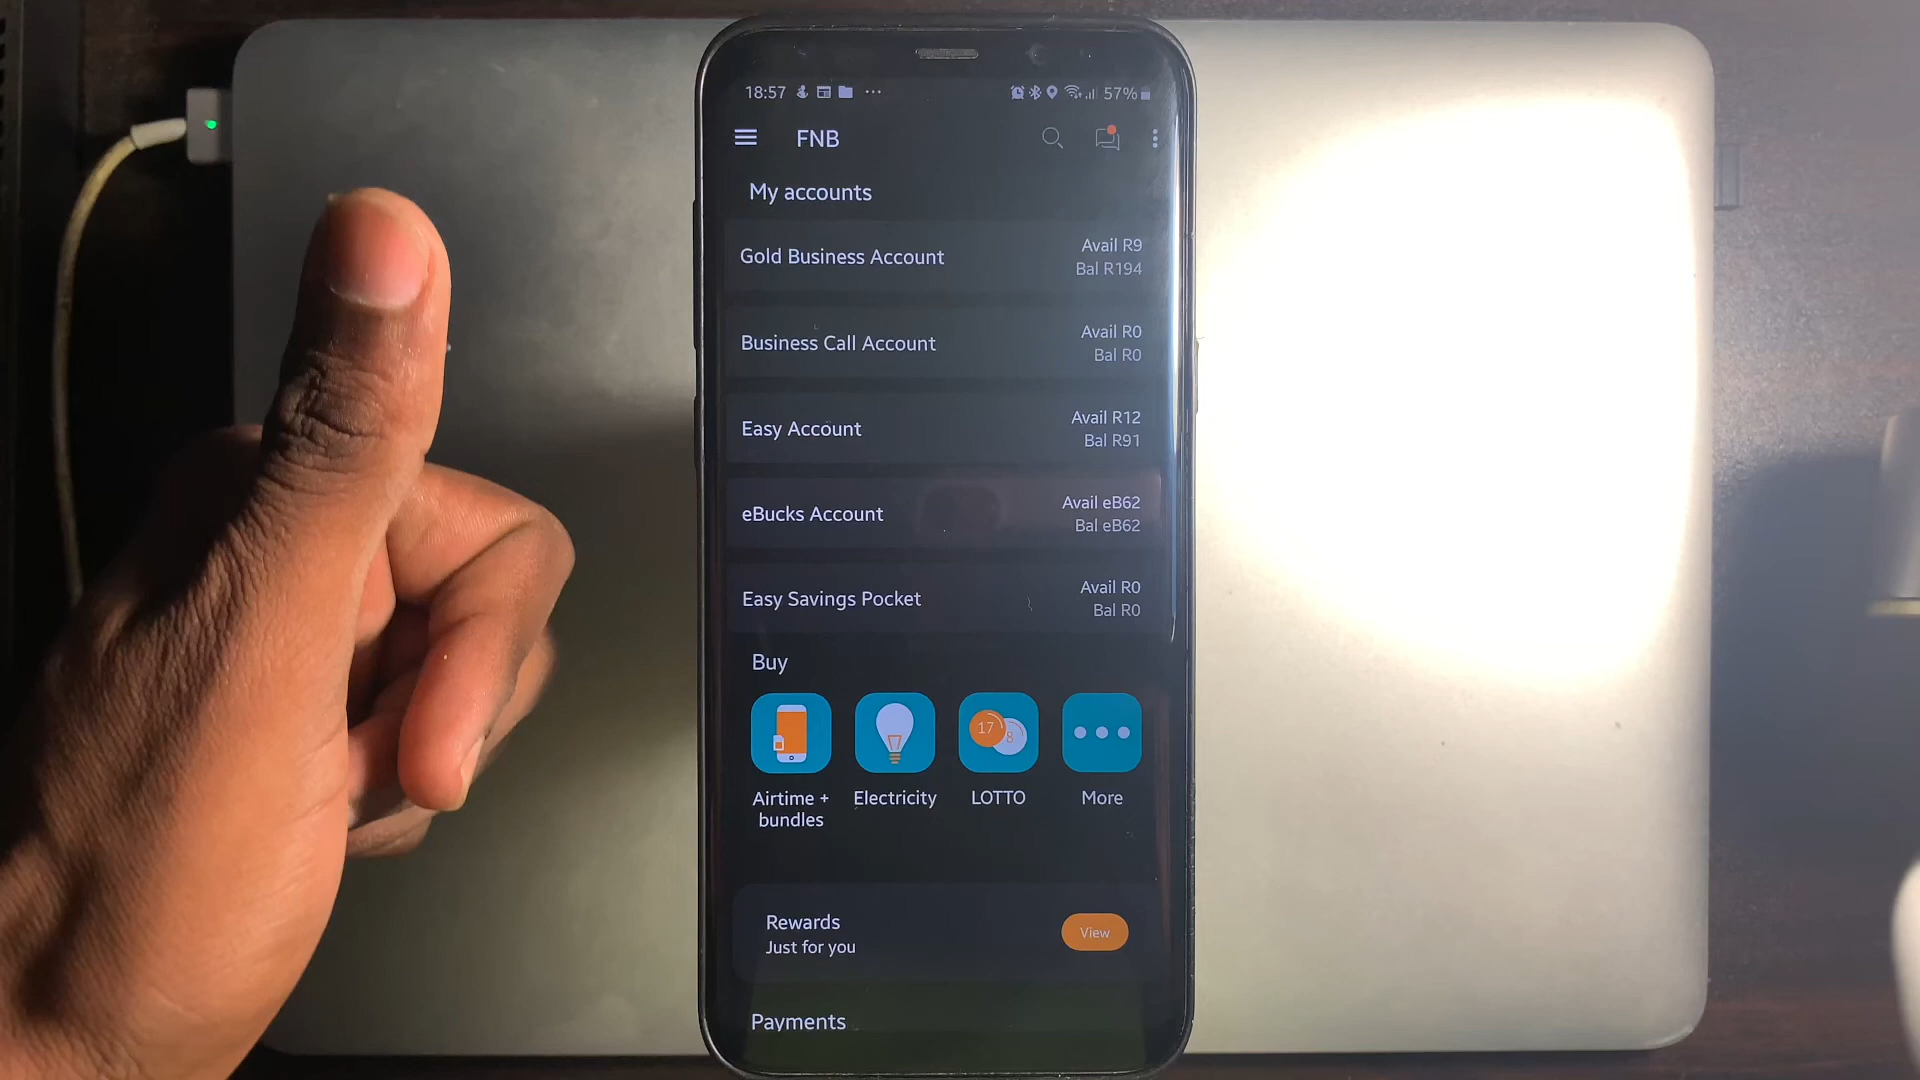 18:57
57%
FNB
My accounts
Gold Business Account
Avail R9
Bal R194
Business Call Account
Avail R0
Bal R0
Easy Account
Avail R12
Bal R91
eBucks Account
Avail eB62
Bal eB62
Easy Savings Pocket
Avail R0
Bal R0
Buy
17
8
Airtime +
bundles
Electricity
LOTTO
More
Rewards
Just for you
View
Payments